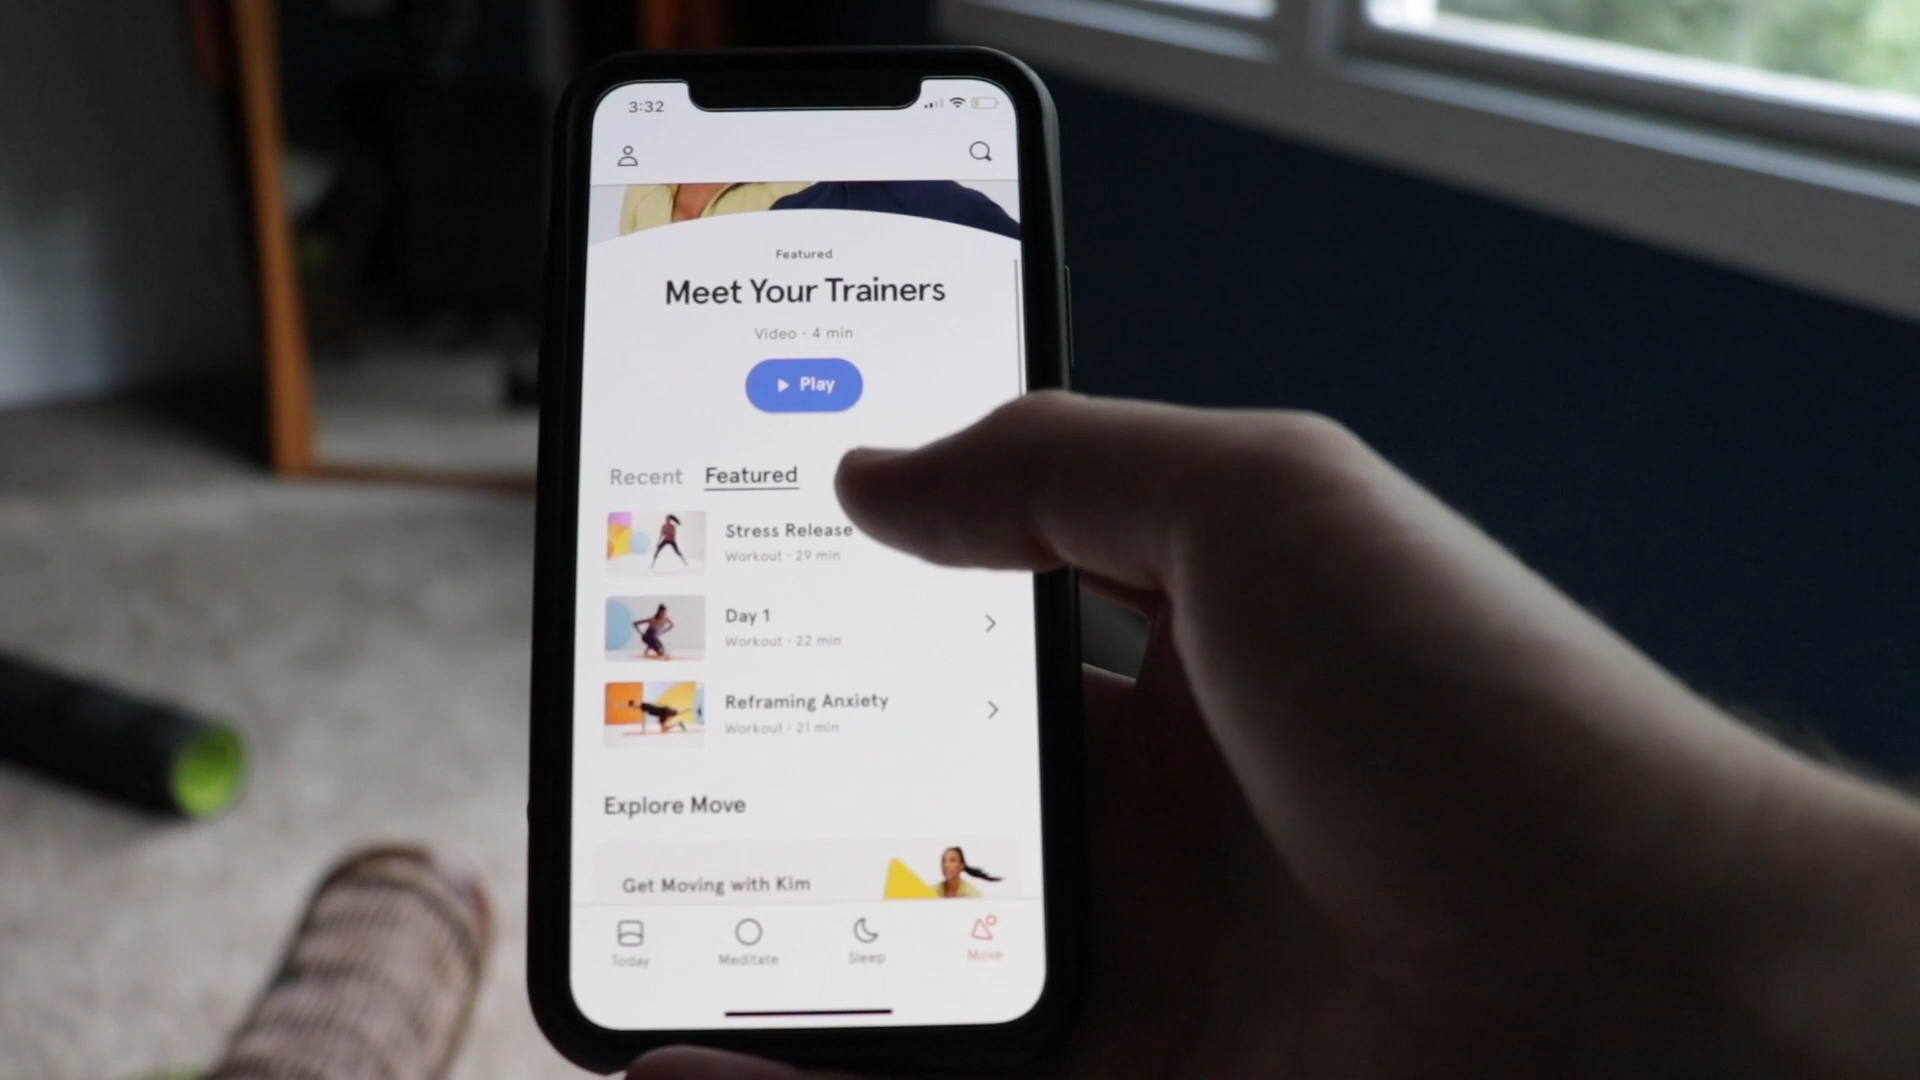 3:32
Featured
Meet Your Trainers
Video · 4 min
Play
Recent Featured
Stress Release
Workout · 29 min
Day 1
Workout · 22 min
Reframing Anxiety
Workout · 21 min
Explore Move
Get Moving with Kim
Today Meditate Sleep Move